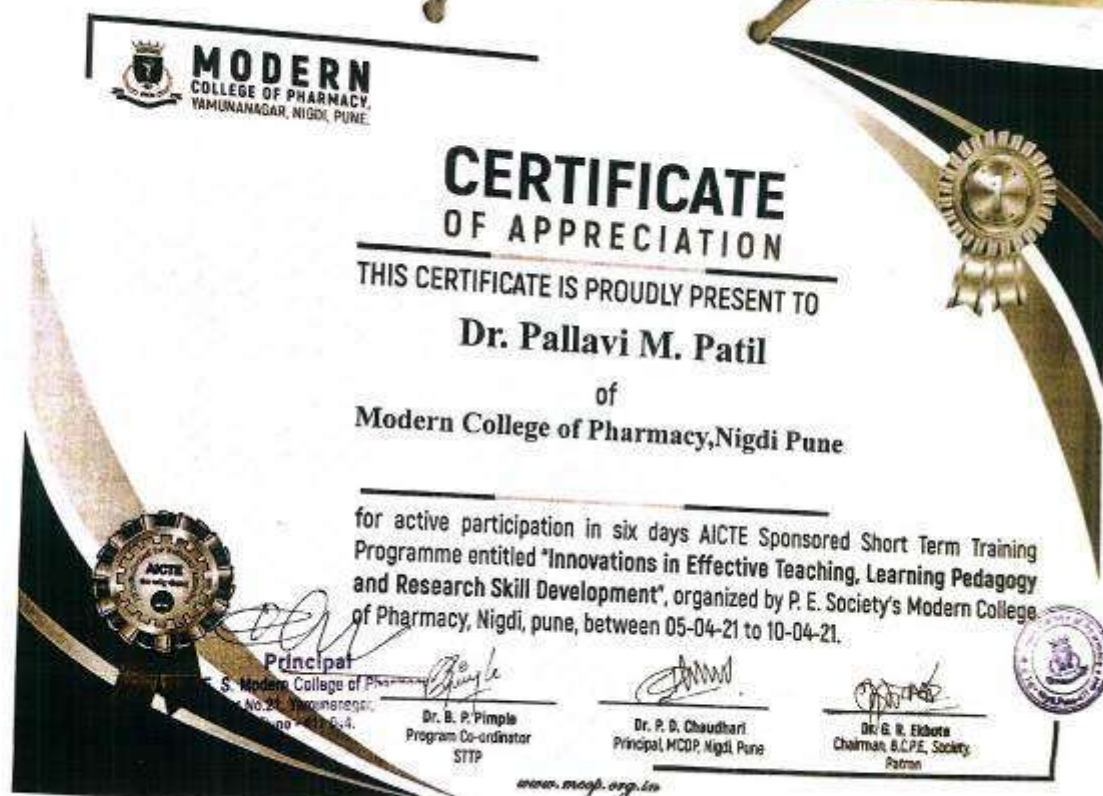 MODERN
COLLEGE OF PHARMACY,
YAMUNANAGAR, NIGDI, PUNE.
CERTIFICATE
OF APPRECIATION
THIS CERTIFICATE IS PROUDLY PRESENT TO
Dr. Pallavi M. Patil
of
Modern College of Pharmacy,Nigdi Pune
for active participation in six days AICTE Sponsored Short Term Training
Programme entitled "Innovations in Effective Teaching, Learning Pedagogy
and Research Skill Development", organized by P. E. Society's Modern College
of Pharmacy, Nigdi, pune, between 05-04-21 to 10-04-21.
AICTE
Principal
S. Modern College of
No.21, Yamunanagar,
Dr. B. P. Pimple
Program Co-ordinator
STTP
Dr. P. D. Chaudhari
Principal, MCOP, Nigdi, Pune
Dr. G. R. Ekbote
Chairman, B.C.P.E, Society,
Patron
www.mcop.org.in